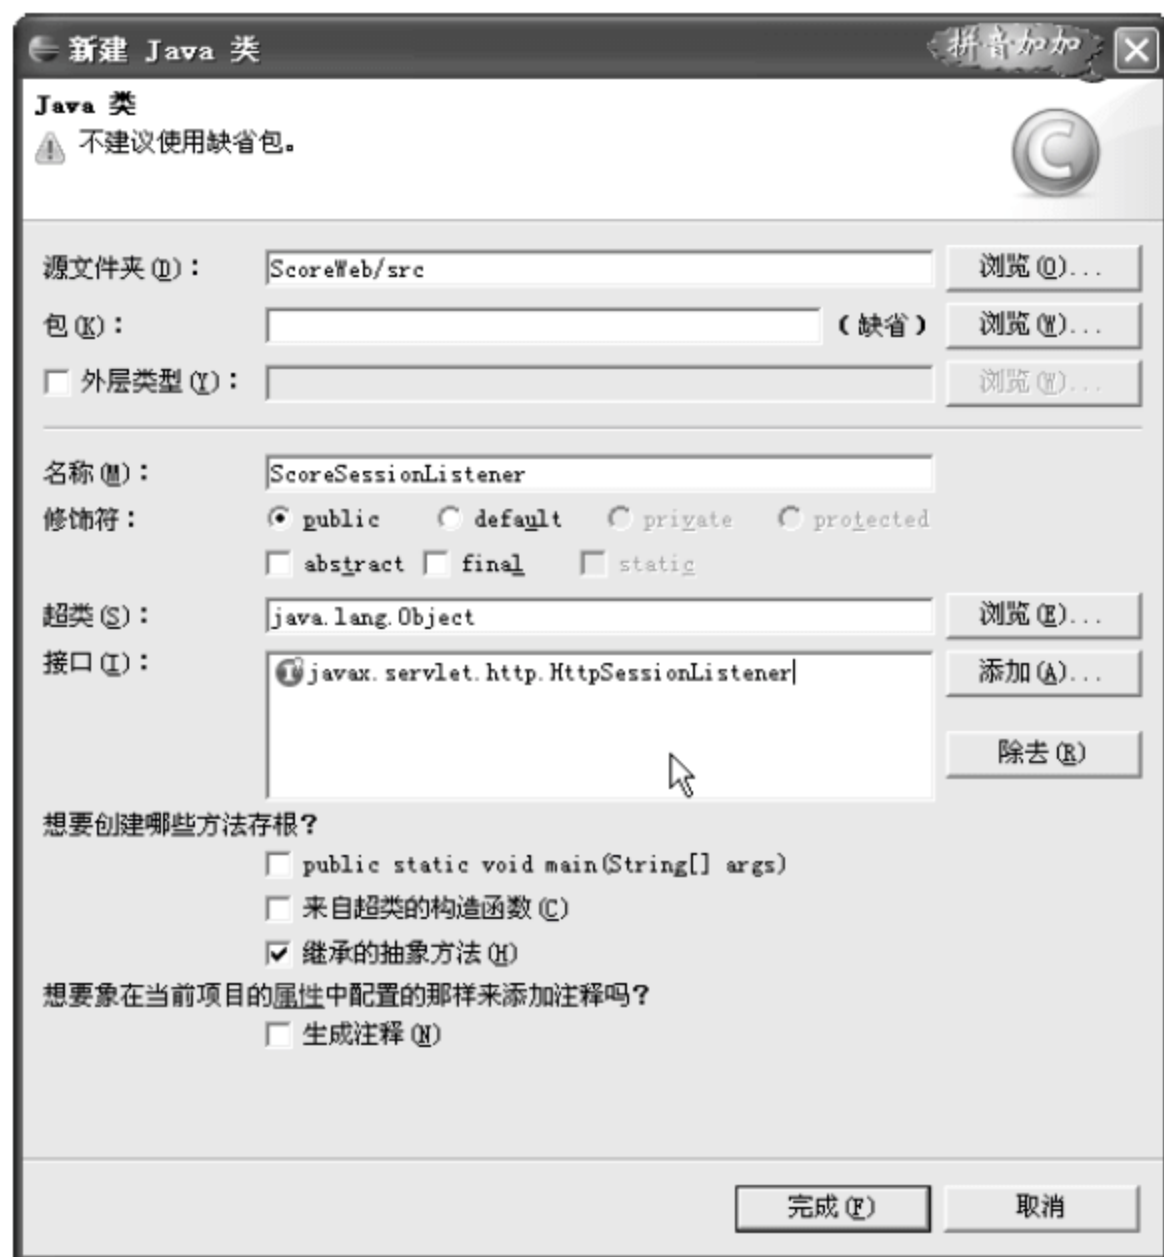 新建 Java 类
拼音加加
Java 类
不建议使用缺省包。
源文件夹(D)： ScoreWeb/src 浏览(O)...
包(K)： (缺省) 浏览(W)...
外层类型(Y)： 浏览(W)...
名称(M)： ScoreSessionListener
修饰符： public default private protected
abstract final static
超类(S)： java.lang.Object 浏览(E)...
接口(I)： javax.servlet.http.HttpSessionListener 添加(A)...
除去(R)
想要创建哪些方法存根?
public static void main(String[] args)
来自超类的构造函数(C)
继承的抽象方法(H)
想要象在当前项目的属性中配置的那样来添加注释吗?
生成注释(N)
完成(F) 取消